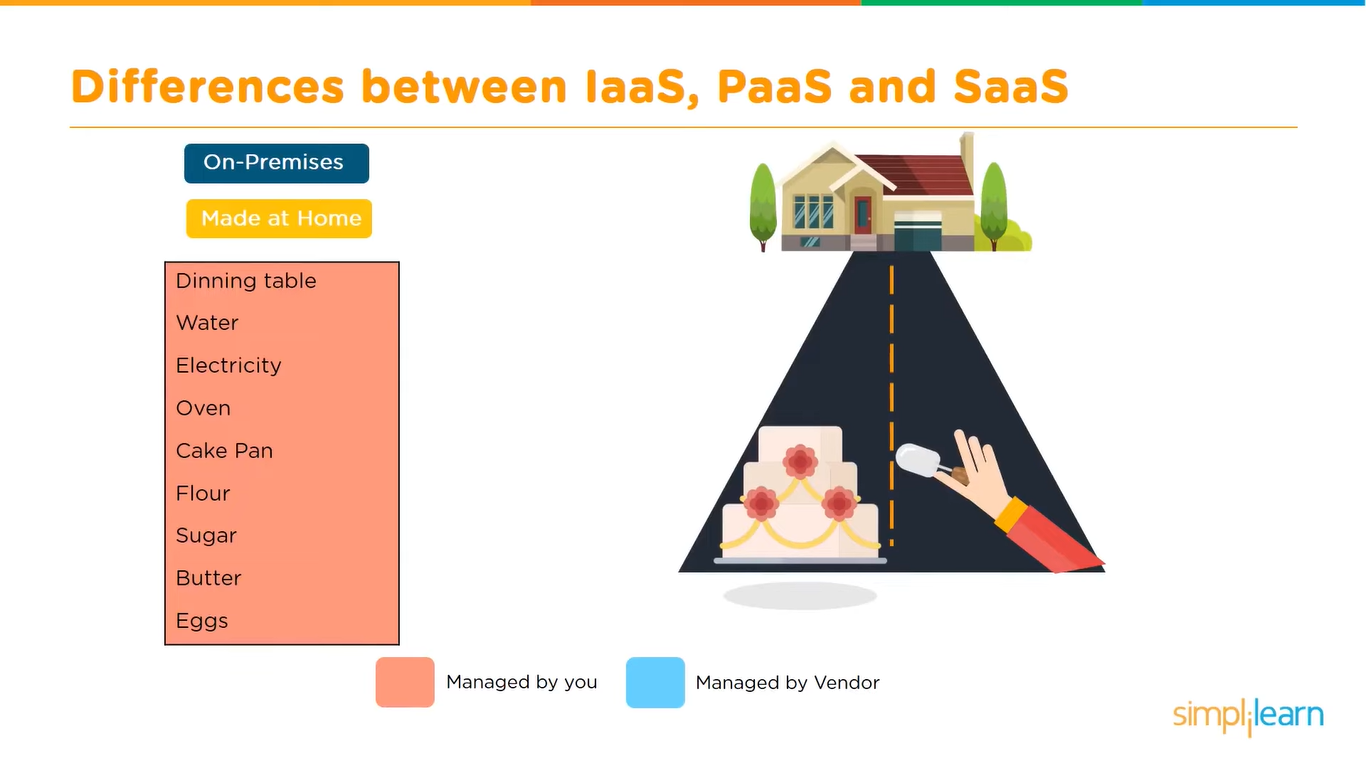 Differences between IaaS, PaaS and SaaS
On-Premises
Made at Home
Dinning table
Water
Electricity
Oven
Cake Pan
Flour
Sugar
Butter
Eggs
Managed by you
Managed by Vendor
simplilearn